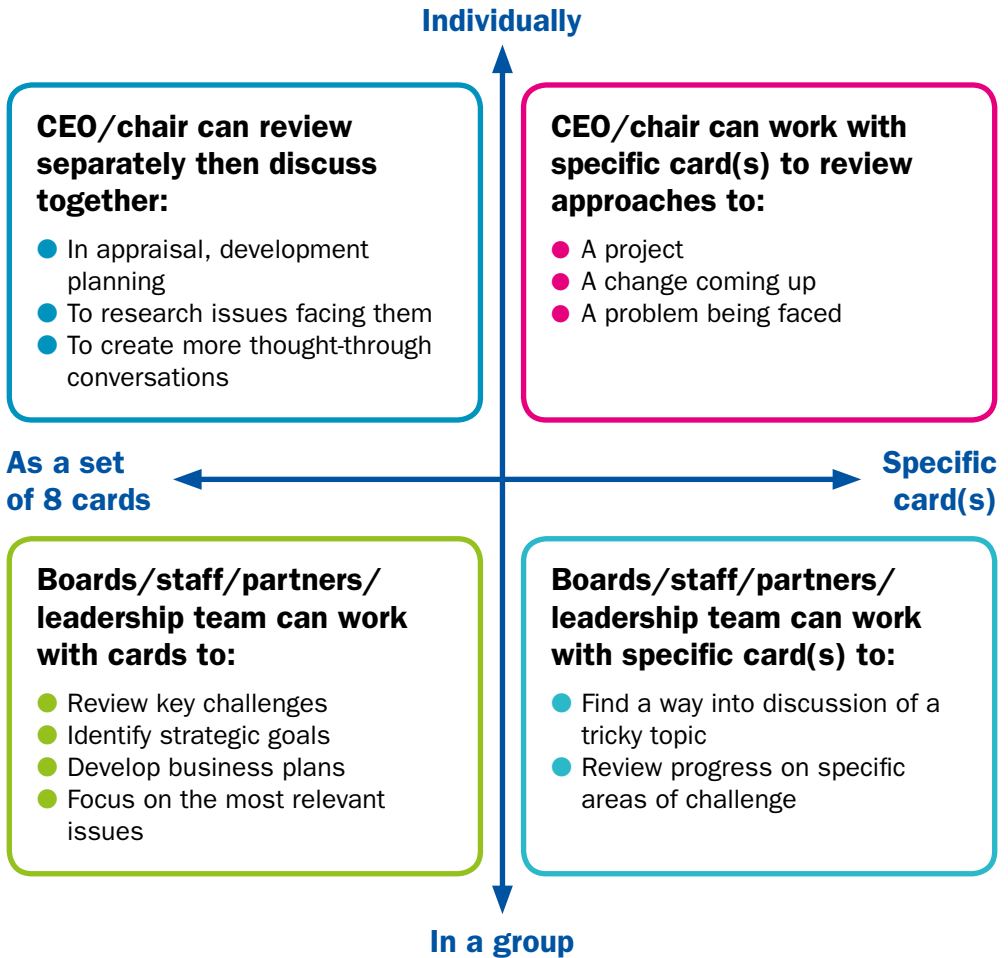 Individually
CEO/chair can review
separately then discuss
together:
In appraisal, development
planning
To research issues facing them
To create more thought-through
conversations
CEO/chair can work with
specific card(s) to review
approaches to:
A project
A change coming up
A problem being faced
As a set
of 8 cards
Specific
card(s)
Boards/staff/partners/
leadership team can work
with cards to:
Review key challenges
Identify strategic goals
Develop business plans
Focus on the most relevant
issues
Boards/staff/partners/
leadership team can work
with specific card(s) to:
Find a way into discussion of a
tricky topic
Review progress on specific
areas of challenge
In a group